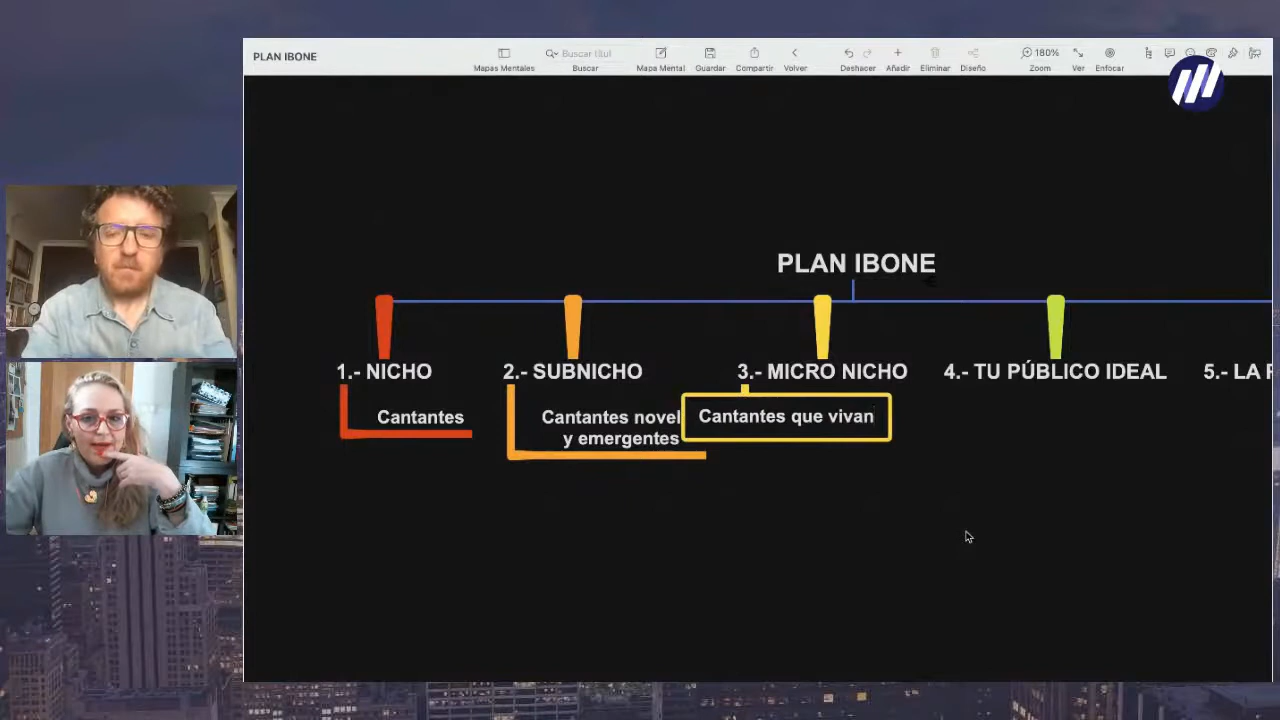 PLAN IBONE
Mapas Mentales
Buscar títul
Buscar
Mapa Mental
Guardar
Compartir
Volver
Deshacer
Añadir
Eliminar
Diseño
180%
Zoom
Ver
Enfocar
PLAN IBONE
1.- NICHO
2.- SUBNICHO
3.- MICRO NICHO
4.- TU PÚBLICO IDEAL
5.- LA
Cantantes
Cantantes novel
y emergentes
Cantantes que vivan